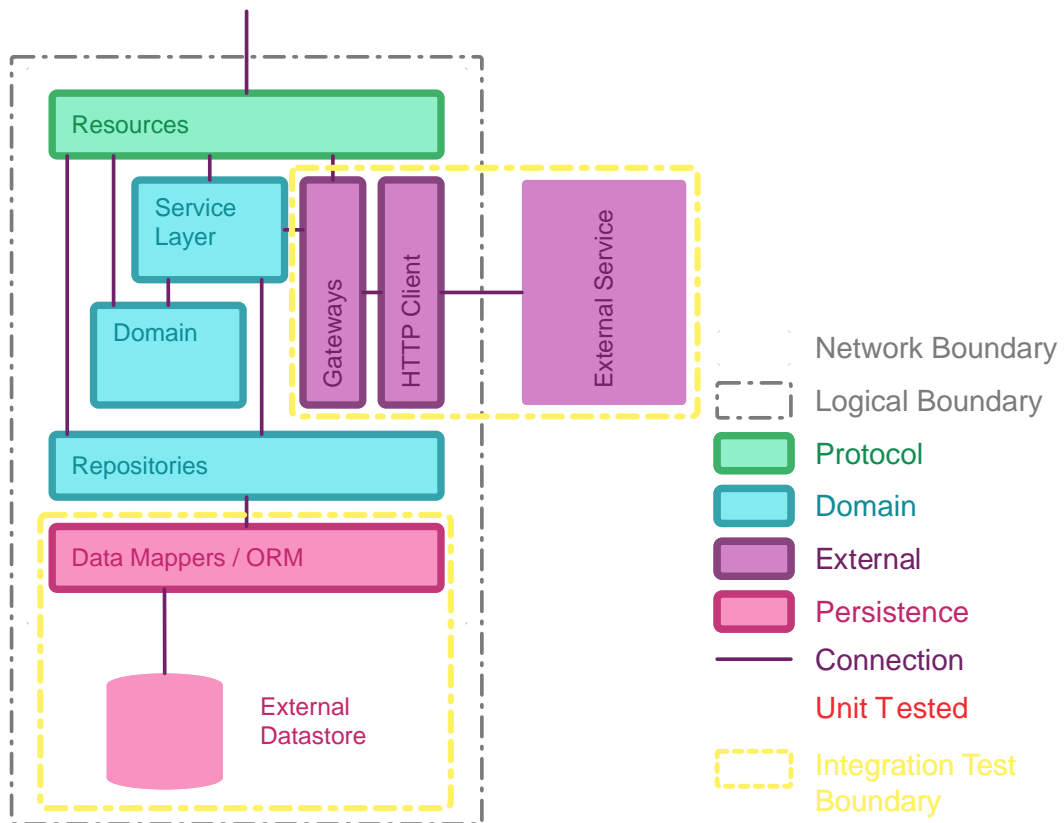 Resources
Service
Layer
Domain
Gateways
HTTP Client
External Service
Repositories
Data Mappers / ORM
External
Datastore
Network Boundary
Logical Boundary
Protocol
Domain
External
Persistence
Connection
Unit Tested
Integration Test
Boundary